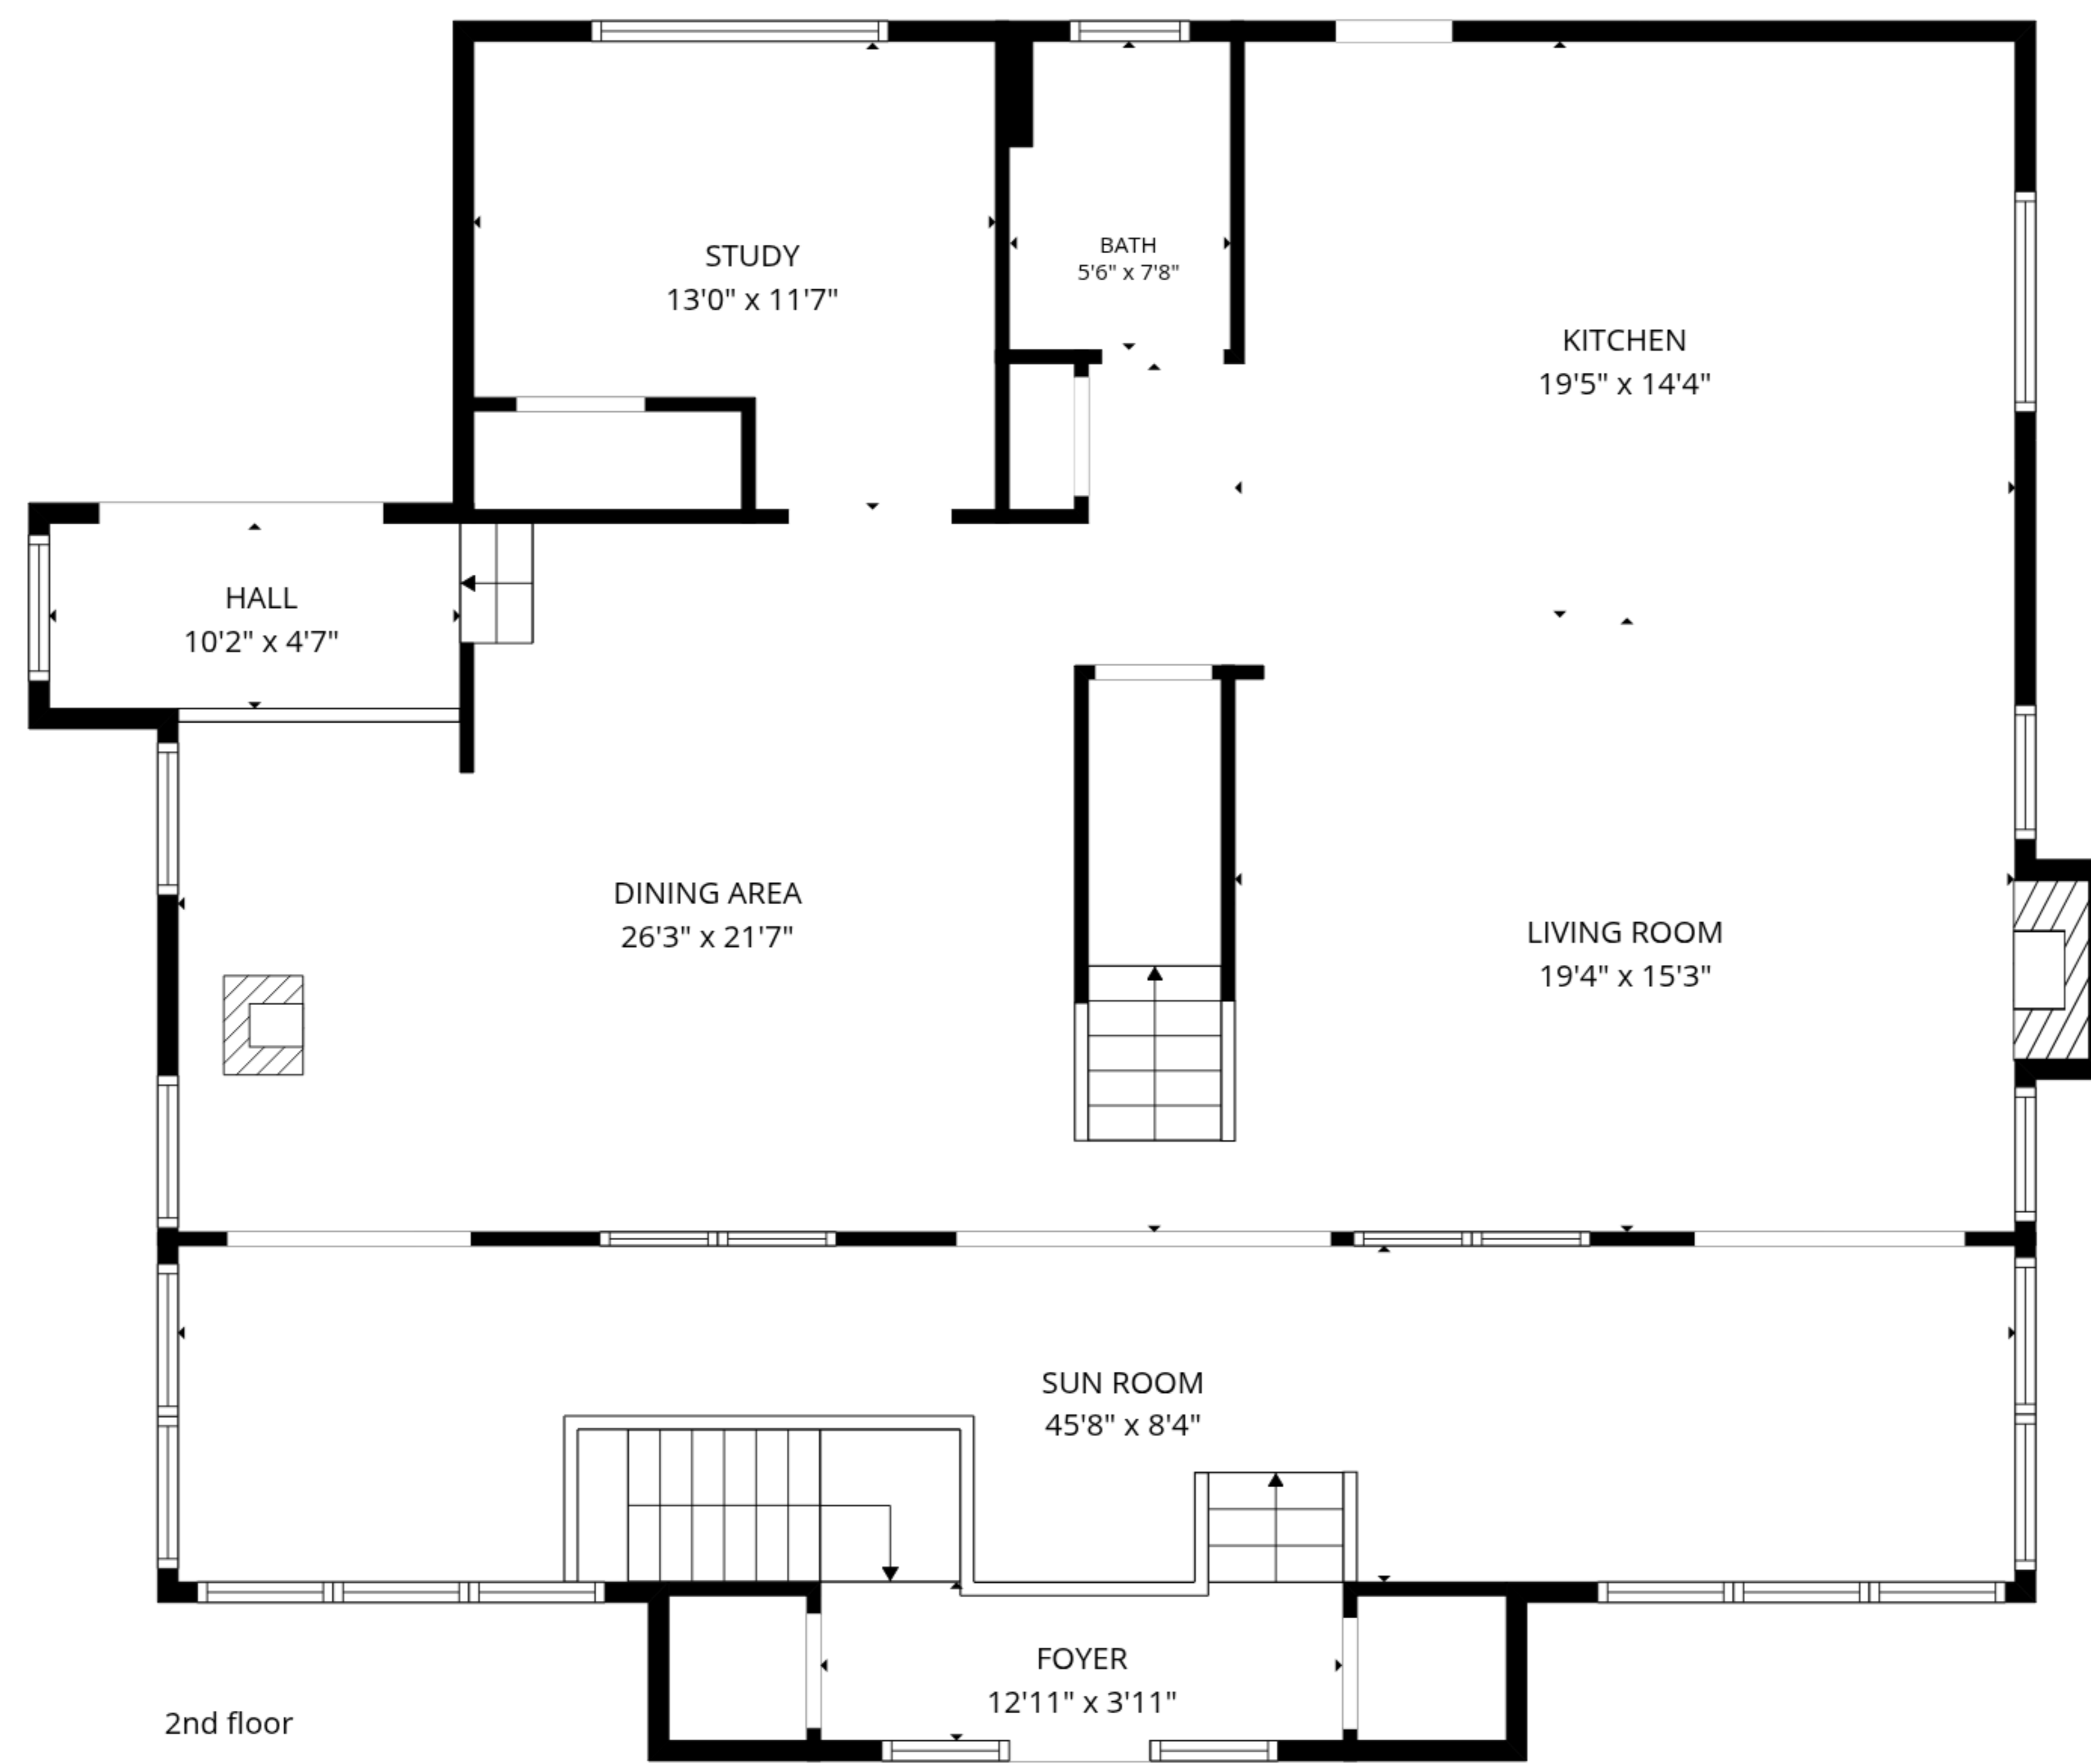 STUDY
13'0" x 11'7"
BATH
5'6" x 7'8"
KITCHEN
19'5" x 14'4"
HALL
10'2" x 4'7"
DINING AREA
26'3" x 21'7"
LIVING ROOM
19'4" x 15'3"
SUN ROOM
45'8" x 8'4"
FOYER
12'11" x 3'11"
2nd floor